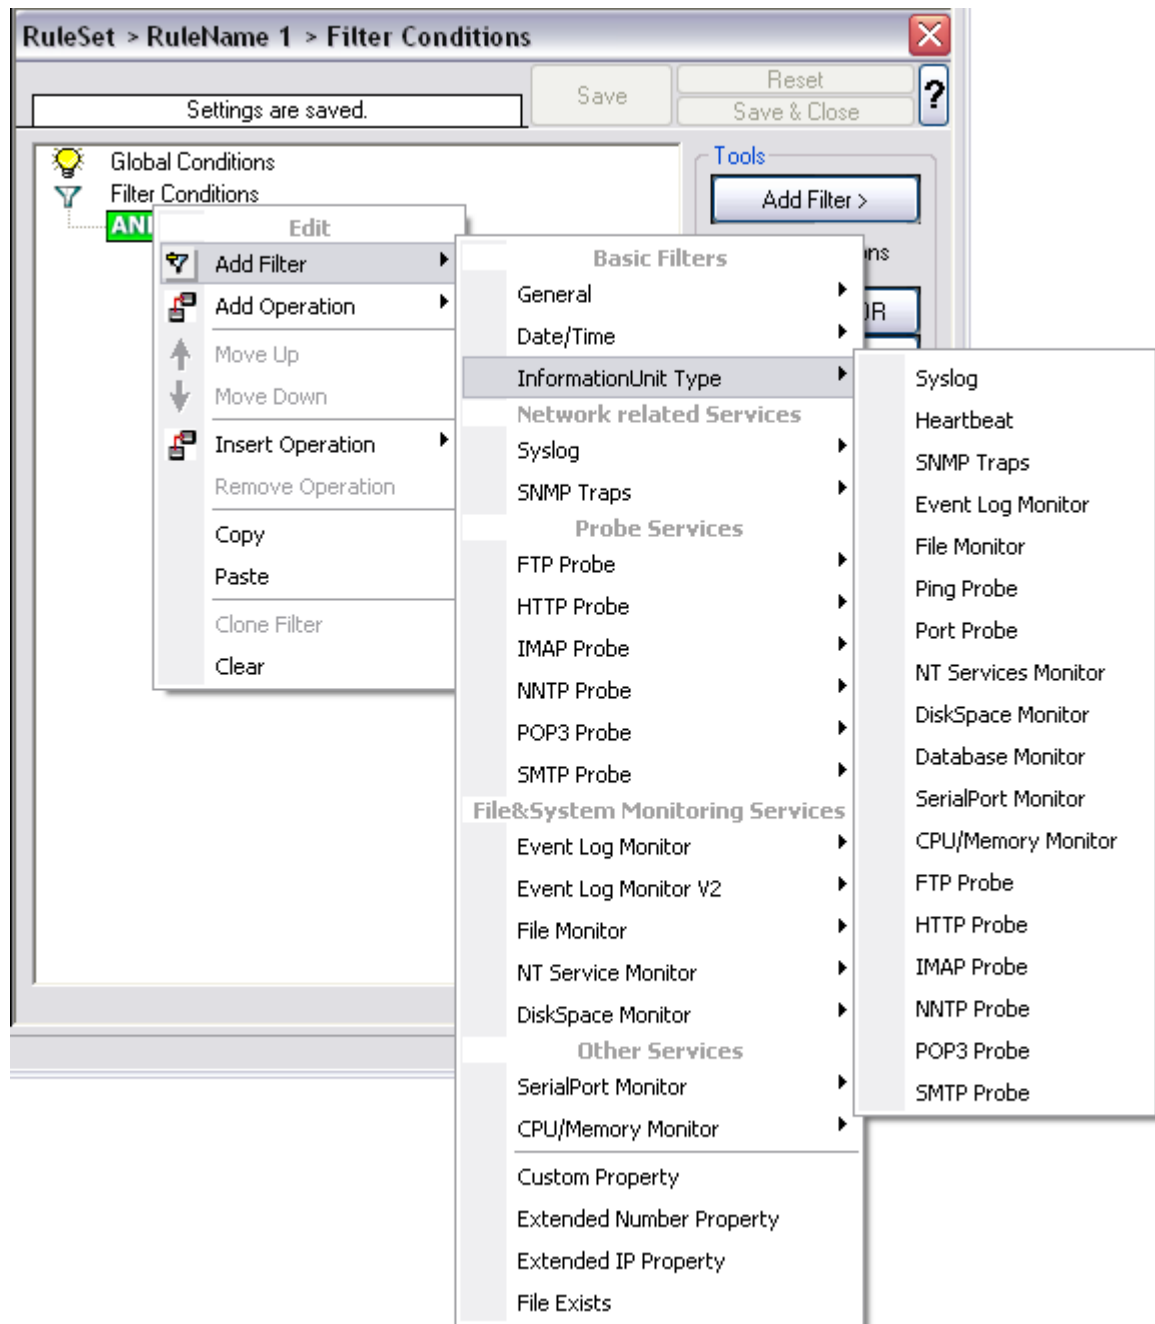 RuleSet > RuleName 1 > Filter Conditions
Settings are saved.
Save
Reset
Save & Close
?
Global Conditions
Filter Conditions
Tools
Add Filter >
Edit
Add Filter
Add Operation
Move Up
Move Down
Insert Operation
Remove Operation
Copy
Paste
Clone Filter
Clear
Basic Filters
General
Date/Time
InformationUnit Type
Network related Services
Syslog
SNMP Traps
Probe Services
FTP Probe
HTTP Probe
IMAP Probe
NNTP Probe
POP3 Probe
SMTP Probe
File&System Monitoring Services
Event Log Monitor
Event Log Monitor V2
File Monitor
NT Service Monitor
DiskSpace Monitor
Other Services
SerialPort Monitor
CPU/Memory Monitor
Custom Property
Extended Number Property
Extended IP Property
File Exists
Syslog
Heartbeat
SNMP Traps
Event Log Monitor
File Monitor
Ping Probe
Port Probe
NT Services Monitor
DiskSpace Monitor
Database Monitor
SerialPort Monitor
CPU/Memory Monitor
FTP Probe
HTTP Probe
IMAP Probe
NNTP Probe
POP3 Probe
SMTP Probe